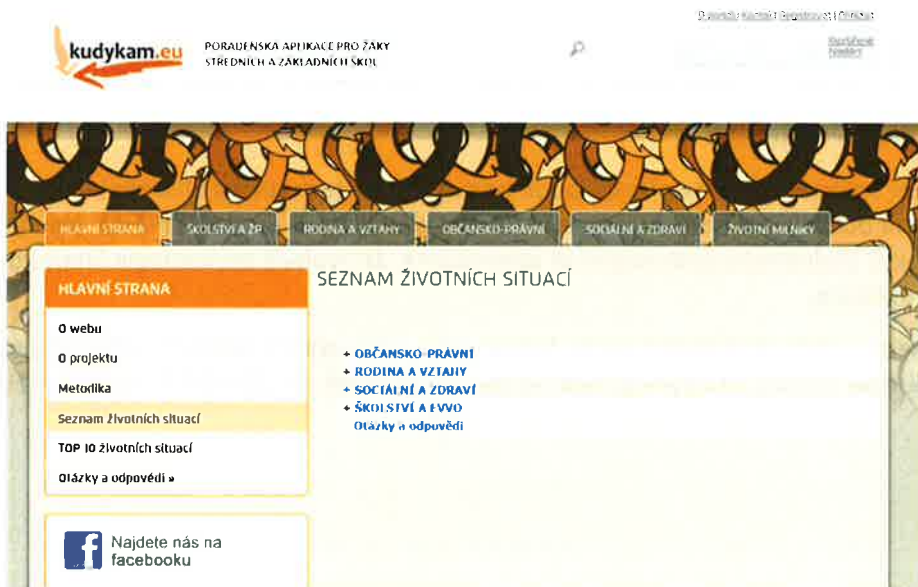 kudykam.eu
PORADENSKÁ APLIKACE PRO ŽÁKY
STŘEDNÍCH A ZÁKLADNÍCH ŠKOL
HLAVNÍ STRANA
ŠKOLSTVÍ A ŽP
RODINA A VZTAHY
OBČANSKO-PRÁVNÍ
SOCIÁLNÍ A ZDRAVÍ
ŽIVOTNÍ MILNÍKY
HLAVNÍ STRANA
O webu
O projektu
Metodika
Seznam životních situací
TOP 10 životních situací
Otázky a odpovědi »
SEZNAM ŽIVOTNÍCH SITUACÍ
+ OBČANSKO-PRÁVNÍ
+ RODINA A VZTAHY
+ SOCIÁLNÍ A ZDRAVÍ
+ ŠKOLSTVÍ A EVVO
Otázky a odpovědi
Najdete nás na
facebooku